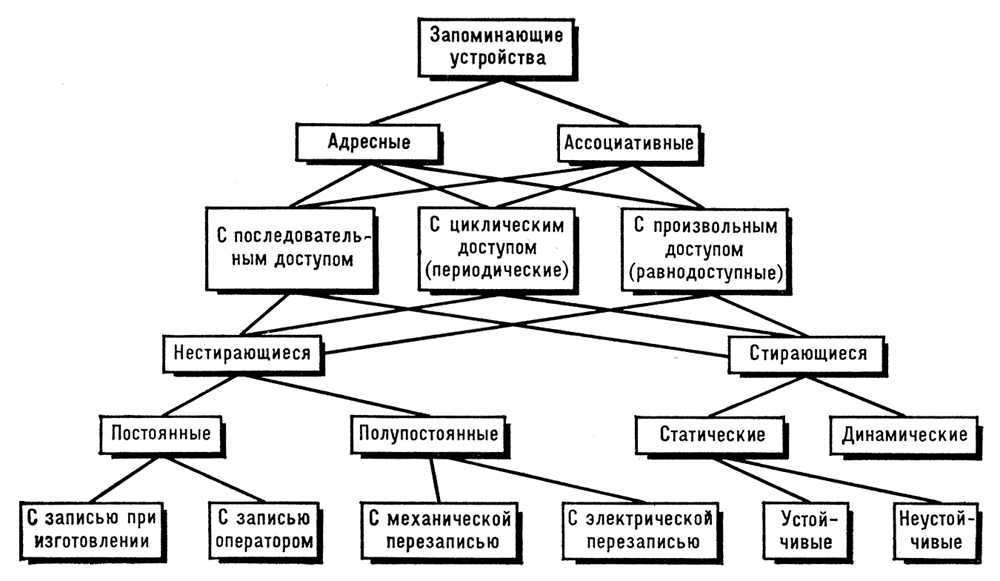 Запоминающие
устройства
Адресные
Ассоциативные
С последователь-
ным доступом
С циклическим
доступом
(периодические)
С произвольным
доступом
(равнодоступные)
Нестирающиеся
Стирающиеся
Постоянные
Полупостоянные
Статические
Динамические
С записью при
изготовлении
С записью
оператором
С механической
перезаписью
С электрической
перезаписью
Устой-
чивые
Неустой-
чивые